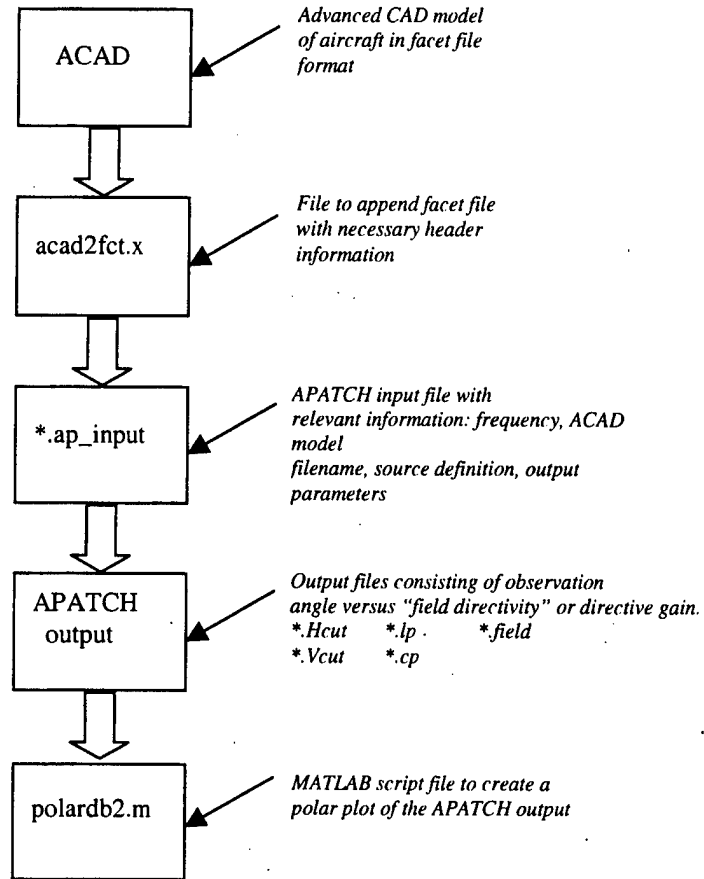 ACAD
Advanced CAD model
of aircraft in facet file
format
acad2fct.x
File to append facet file
with necessary header
information
*.ap_input
APATCH input file with
relevant information: frequency, ACAD
model
filename, source definition, output
parameters
APATCH
output
Output files consisting of observation
angle versus "field directivity" or directive gain.
*.Hcut *.lp *.field
*.Vcut *.cp
polardb2.m
MATLAB script file to create a
polar plot of the APATCH output